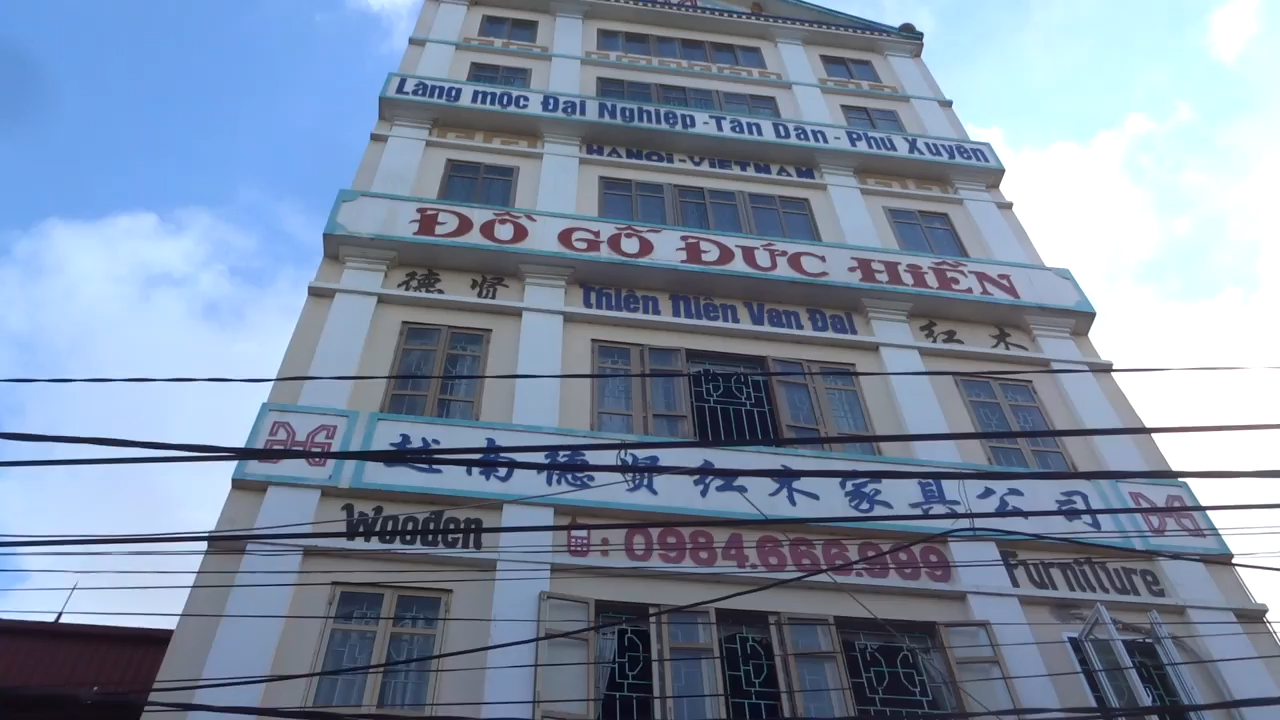 Làng mộc Đại Nghiệp - Tân Dân - Phú Xuyên
HANOI - VIETNAM
ĐỒ GỖ ĐỨC HIỀN
德 贤 Thiên Niên Vạn Đại 红 木
越南德贤红木家具公司
Wooden : 0984.666.999 Furniture